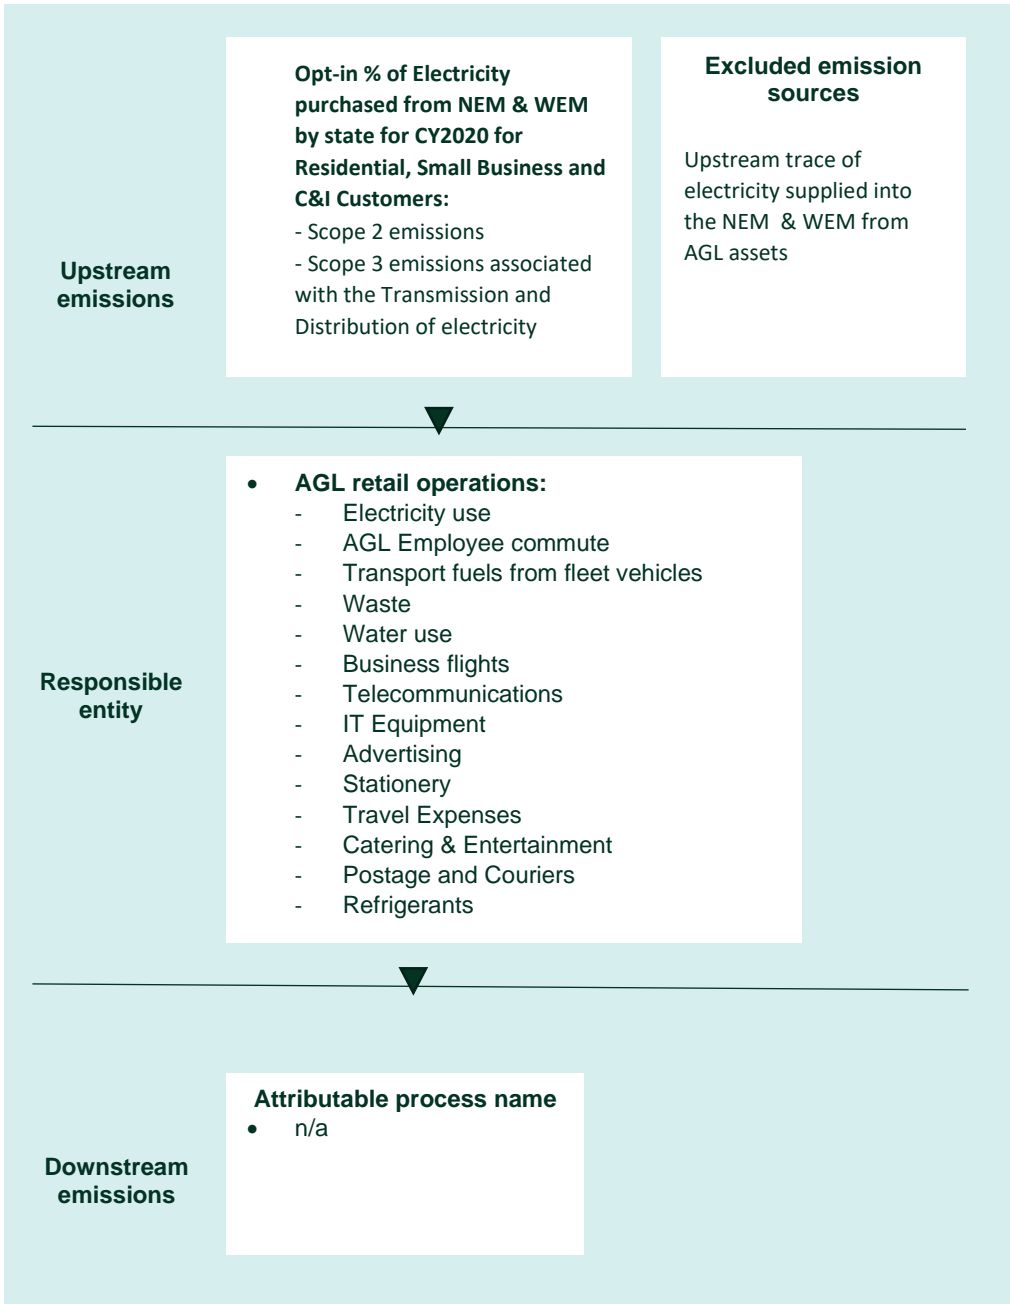 Upstream
emissions
Opt-in % of Electricity
purchased from NEM & WEM
by state for CY2020 for
Residential, Small Business and
C&I Customers:
- Scope 2 emissions
- Scope 3 emissions associated
with the Transmission and
Distribution of electricity
Excluded emission
sources
Upstream trace of
electricity supplied into
the NEM & WEM from
AGL assets
Responsible
entity
• AGL retail operations:
- Electricity use
- AGL Employee commute
- Transport fuels from fleet vehicles
- Waste
- Water use
- Business flights
- Telecommunications
- IT Equipment
- Advertising
- Stationery
- Travel Expenses
- Catering & Entertainment
- Postage and Couriers
- Refrigerants
Downstream
emissions
Attributable process name
• n/a